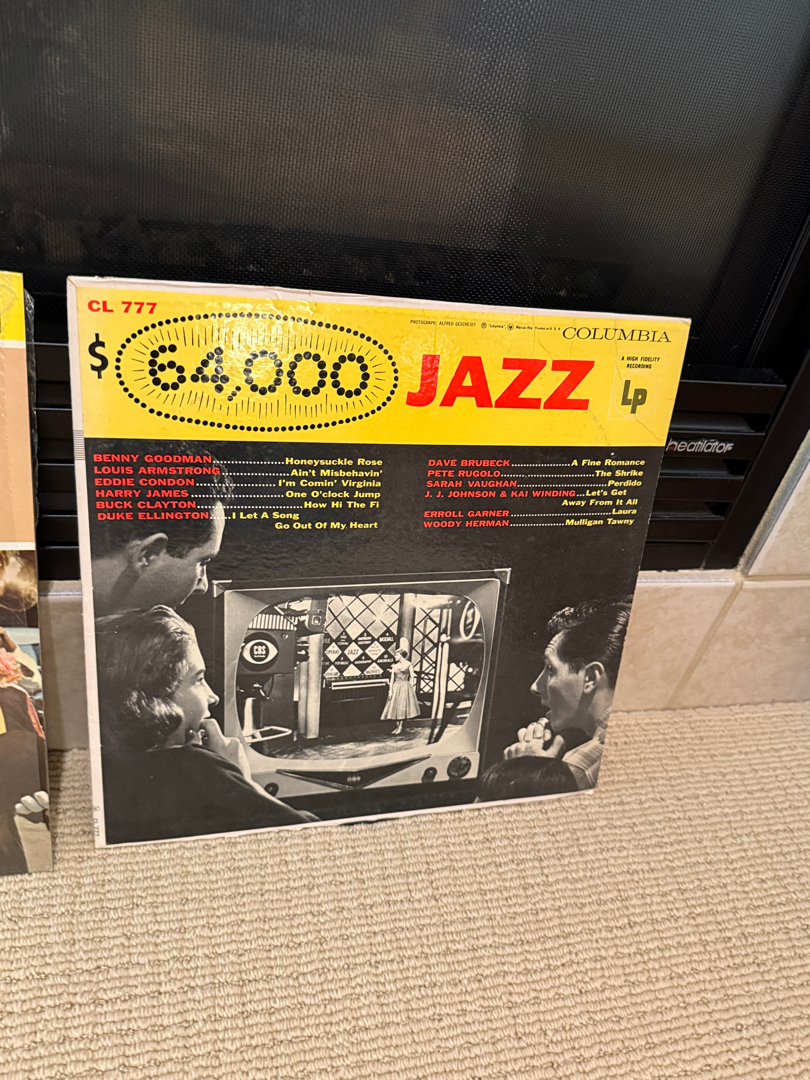 CL 777
PHOTOGRAPH: ALFRED GESCHEIDT
COLUMBIA
$64,000 JAZZ
A HIGH FIDELITY
RECORDING
Lp
BENNY GOODMAN....................Honeysuckle Rose
LOUIS ARMSTRONG....................Ain't Misbehavin'
EDDIE CONDON....................I'm Comin' Virginia
HARRY JAMES....................One O'clock Jump
BUCK CLAYTON....................How Hi The Fi
DUKE ELLINGTON.....I Let A Song
Go Out Of My Heart
DAVE BRUBECK..............A Fine Romance
PETE RUGOLO....................The Shrike
SARAH VAUGHAN....................Perdido
J. J. JOHNSON & KAI WINDING...Let's Get
Away From It All
ERROLL GARNER....................Laura
WOODY HERMAN..............Mulligan Tawny
heatilator
CBS
JAZZ
CBS